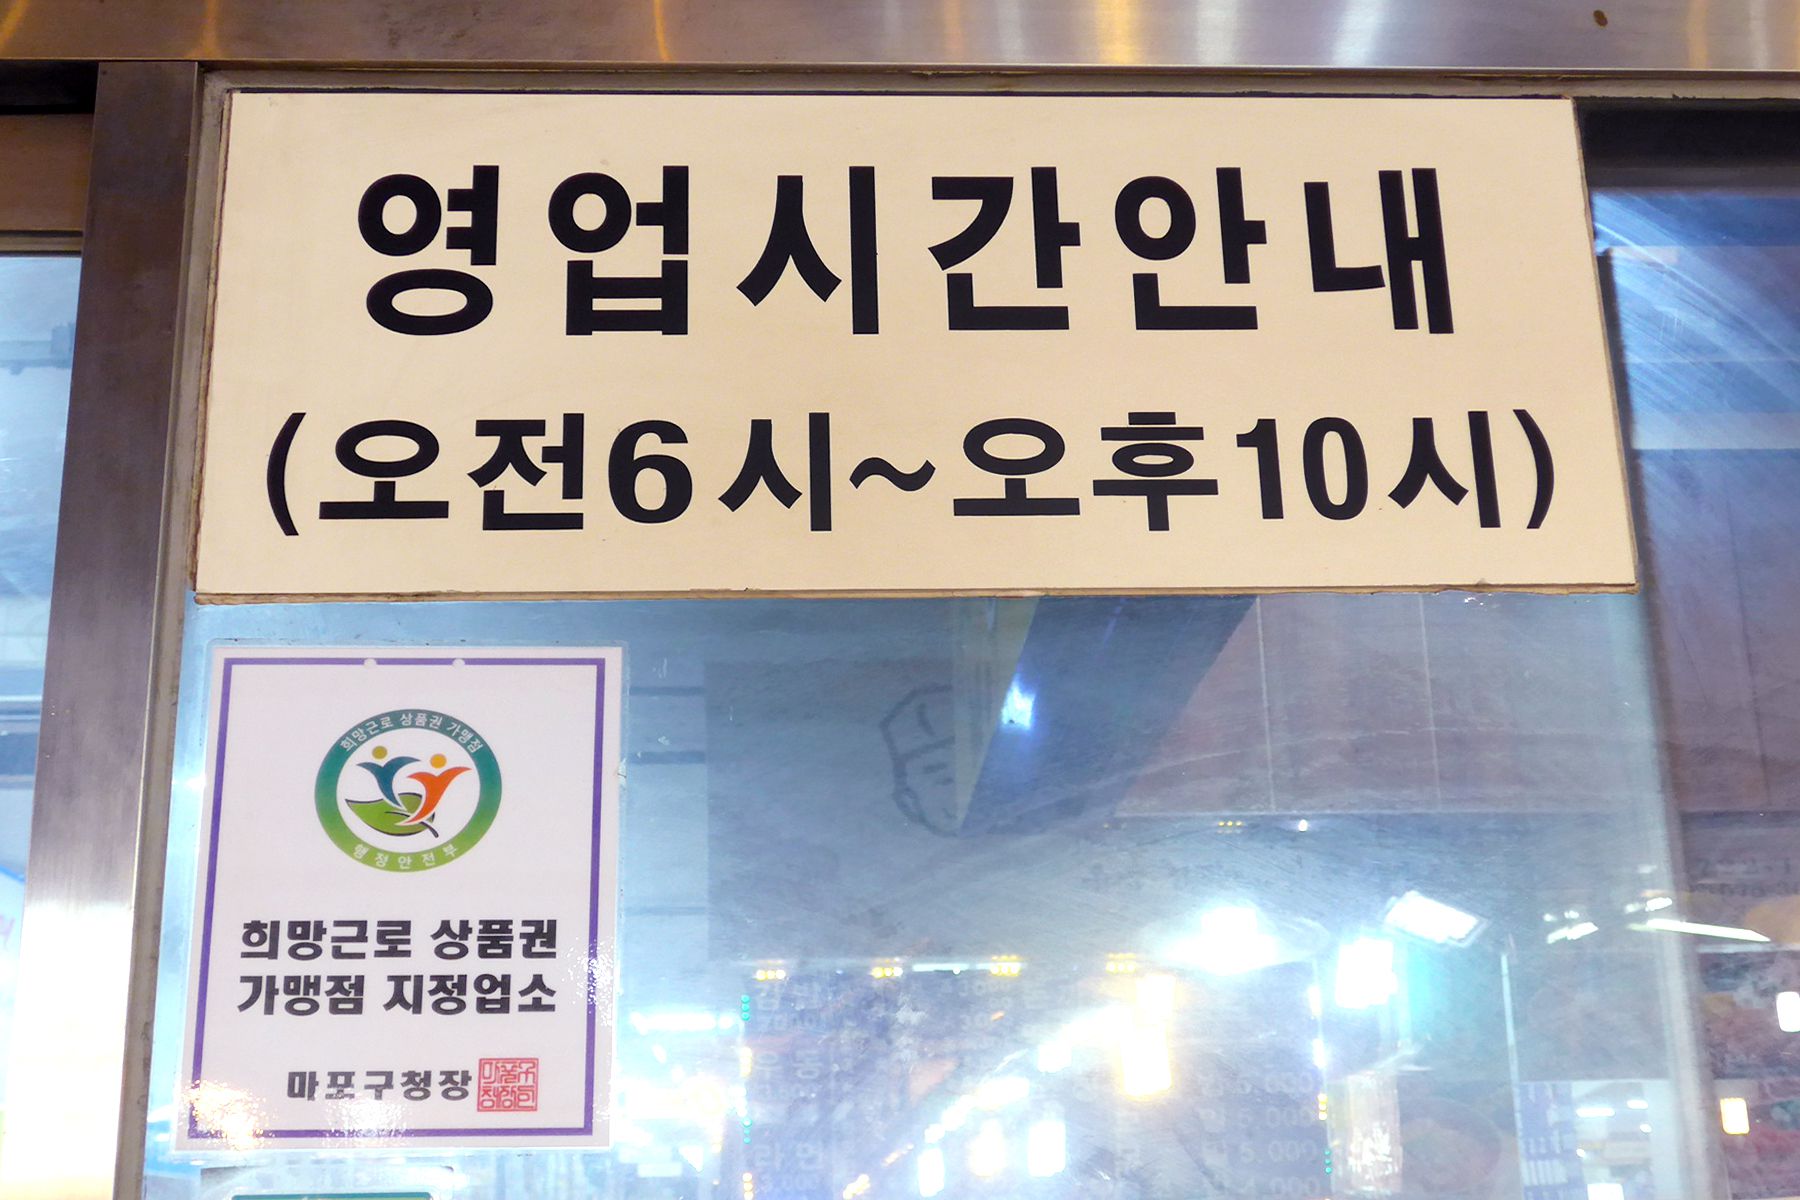 영업시간안내
(오전6시~오후10시)
희망근로 상품권 가맹점
행정안전부
희망근로 상품권
가맹점 지정업소
마포구청장